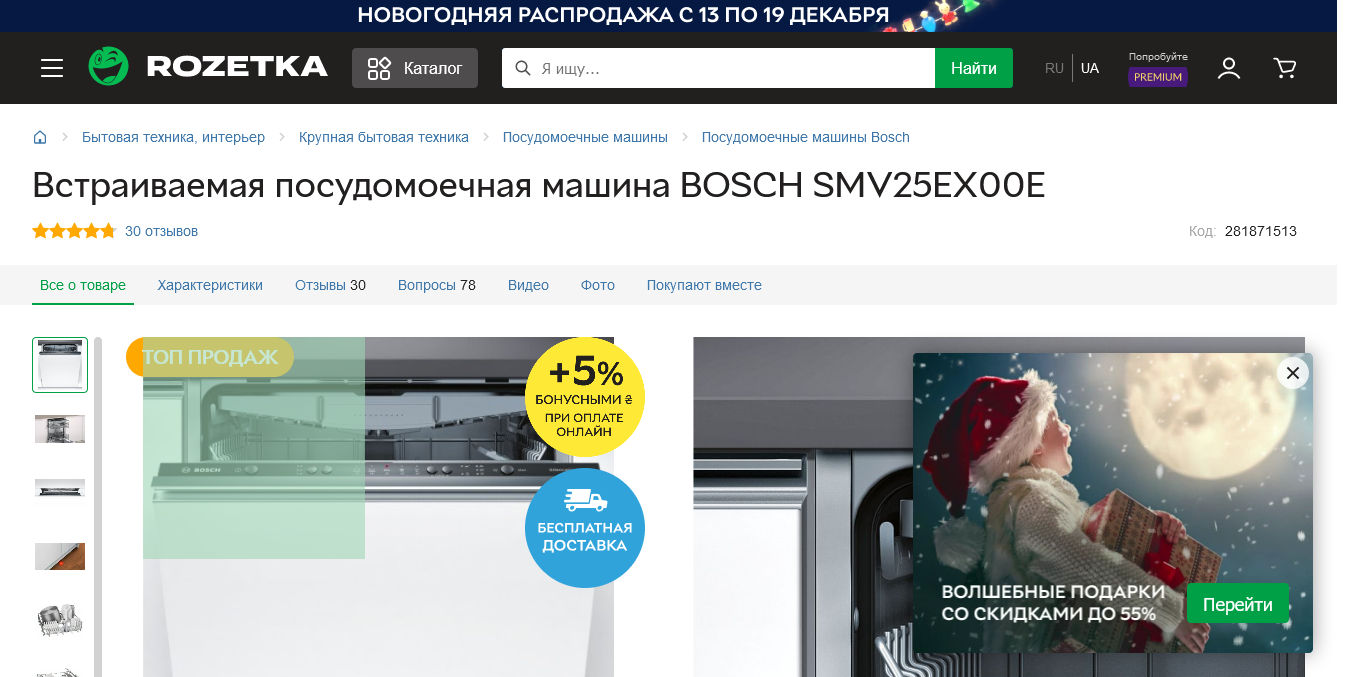 НОВОГОДНЯЯ РАСПРОДАЖА С 13 ПО 19 ДЕКАБРЯ
ROZETKA
Каталог
Я ищу...
Найти
RU
UA
Попробуйте
PREMIUM
Бытовая техника, интерьер
Крупная бытовая техника
Посудомоечные машины
Посудомоечные машины Bosch
Встраиваемая посудомоечная машина BOSCH SMV25EX00E
30 отзывов
Код: 281871513
Все о товаре
Характеристики
Отзывы 30
Вопросы 78
Видео
Фото
Покупают вместе
ТОП ПРОДАЖ
+5%
БОНУСНЫМИ ₴
ПРИ ОПЛАТЕ
ОНЛАЙН
BOSCH
БЕСПЛАТНАЯ
ДОСТАВКА
ВОЛШЕБНЫЕ ПОДАРКИ
СО СКИДКАМИ ДО 55%
Перейти